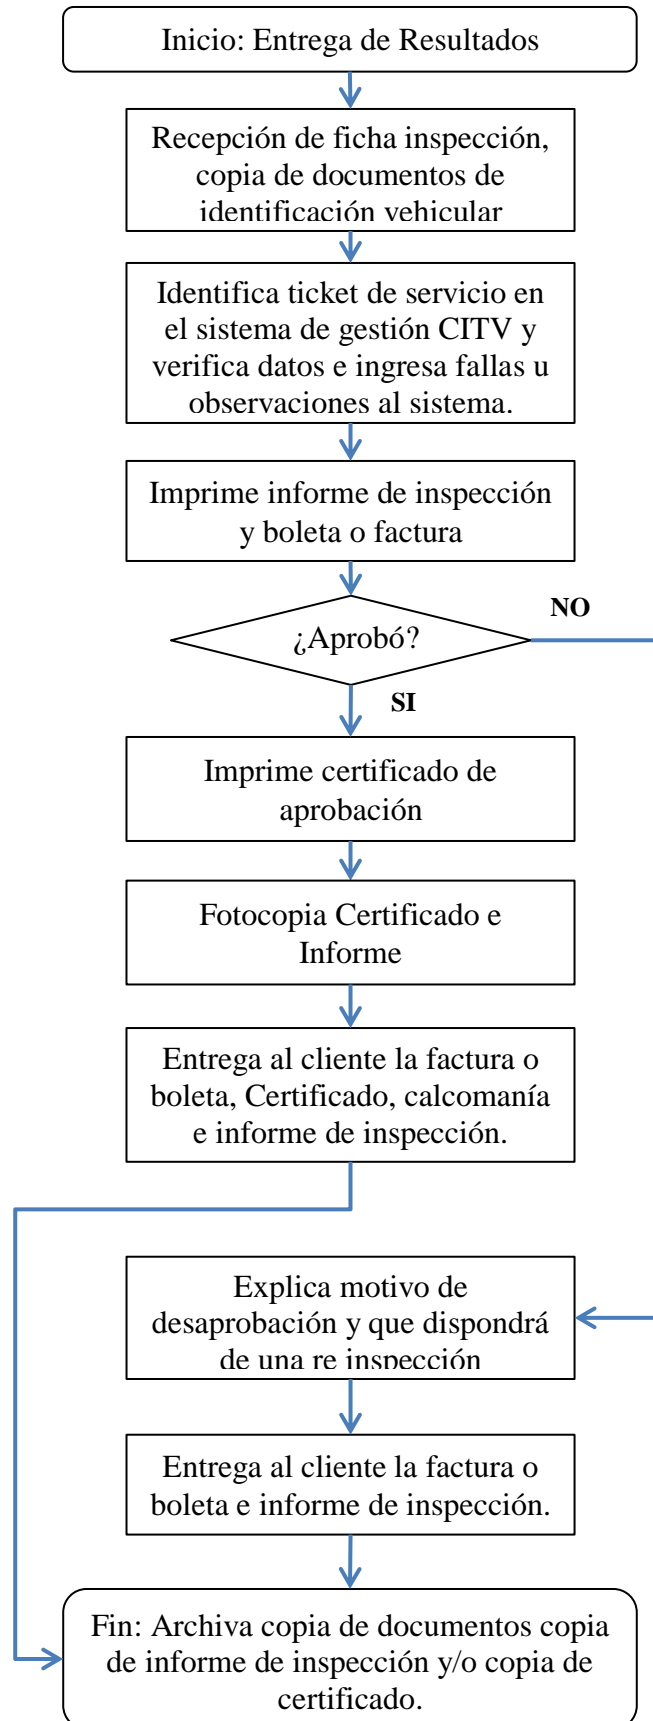 Inicio: Entrega de Resultados
Recepción de ficha inspección,
copia de documentos de
identificación vehicular
Identifica ticket de servicio en
el sistema de gestión CITV y
verifica datos e ingresa fallas u
observaciones al sistema.
Imprime informe de inspección
y boleta o factura
¿Aprobó?
NO
SI
Imprime certificado de
aprobación
Fotocopia Certificado e
Informe
Entrega al cliente la factura o
boleta, Certificado, calcomanía
e informe de inspección.
Explica motivo de
desaprobación y que dispondrá
de una re inspección
Entrega al cliente la factura o
boleta e informe de inspección.
Fin: Archiva copia de documentos copia
de informe de inspección y/o copia de
certificado.